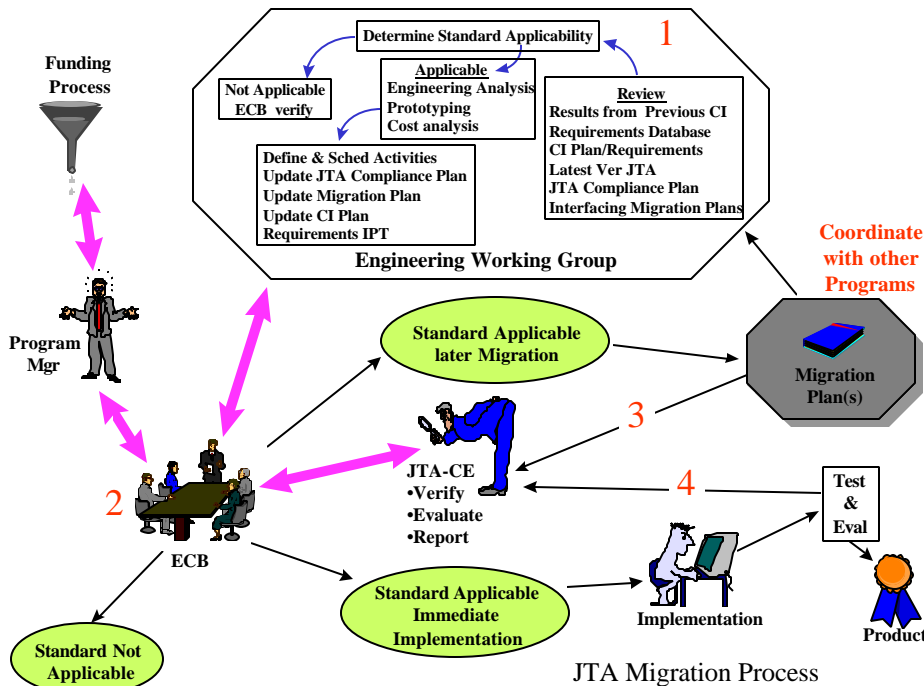 Funding
Process
Determine Standard Applicability
1
Not Applicable
ECB verify
Applicable
Engineering Analysis
Prototyping
Cost analysis
Review
Results from Previous CI
Requirements Database
CI Plan/Requirements
Latest Ver JTA
JTA Compliance Plan
Interfacing Migration Plans
Define & Sched Activities
Update JTA Compliance Plan
Update Migration Plan
Update CI Plan
Requirements IPT
Engineering Working Group
Coordinate
with other
Programs
Program
Mgr
Standard Applicable
later Migration
Migration
Plan(s)
3
JTA-CE
•Verify
•Evaluate
•Report
4
Test
&
Eval
2
ECB
Standard Applicable
Immediate
Implementation
Implementation
Product
Standard Not
Applicable
JTA Migration Process